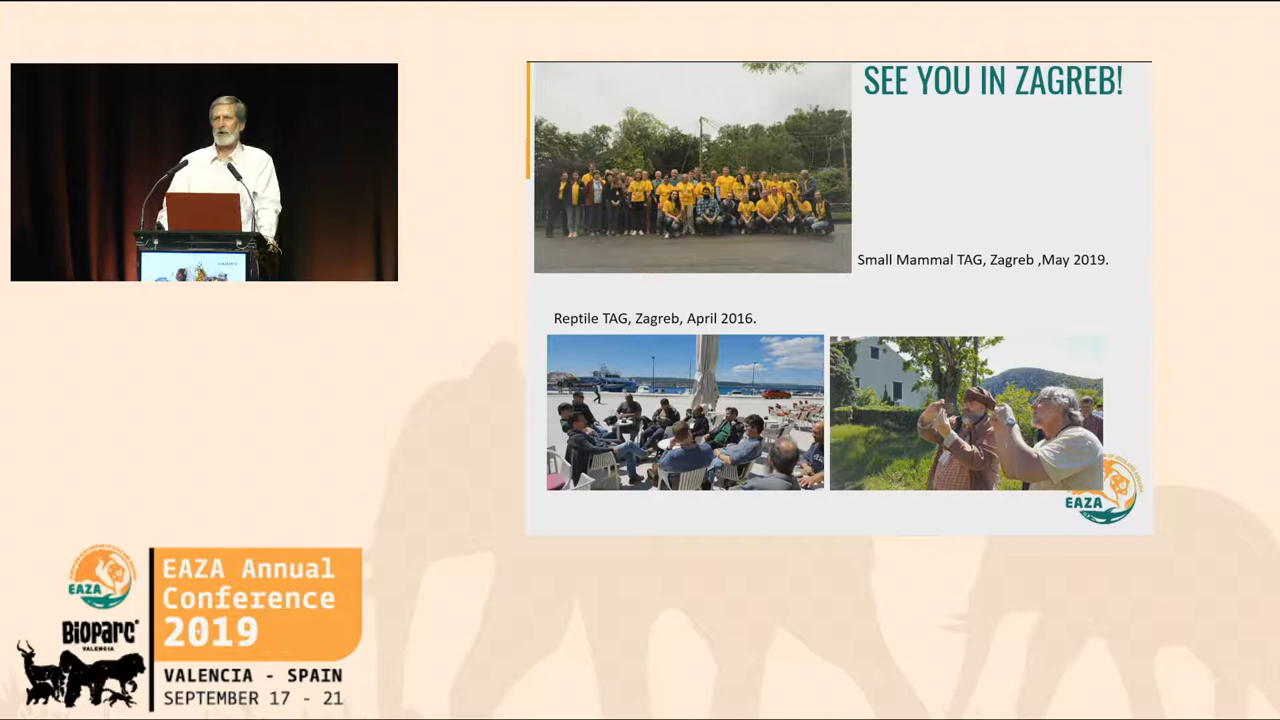 SEE YOU IN ZAGREB!
Small Mammal TAG, Zagreb ,May 2019.
Reptile TAG, Zagreb, April 2016.
EAZA
EAZA
BIOPARC
VALENCIA
EAZA Annual
Conference
2019
VALENCIA - SPAIN
SEPTEMBER 17 - 21